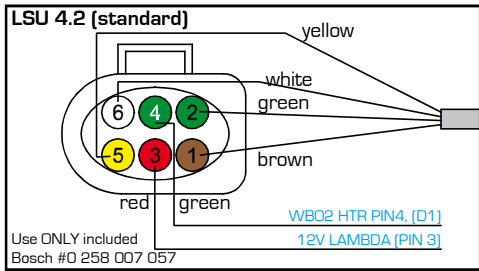 LSU 4.2 (standard)
yellow
white
green
6 4 2
5 3 1
brown
red green
WBO2 HTR PIN4, (D1)
12V LAMBDA (PIN 3)
Use ONLY included
Bosch #0 258 007 057